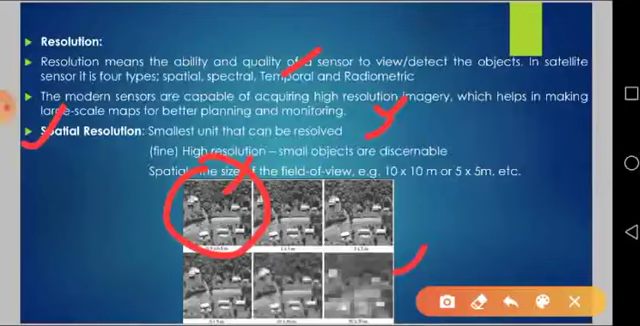 Resolution:
Resolution means the ability and quality of a sensor to view/detect the objects. In satellite
sensor it is four types; spatial, spectral, Temporal and Radiometric
The modern sensors are capable of acquiring high resolution imagery, which helps in making
large-scale maps for better planning and monitoring.
Spatial Resolution: Smallest unit that can be resolved
(fine) High resolution – small objects are discernable
Spatial the size of the field-of-view, e.g. 10 x 10 m or 5 x 5m, etc.